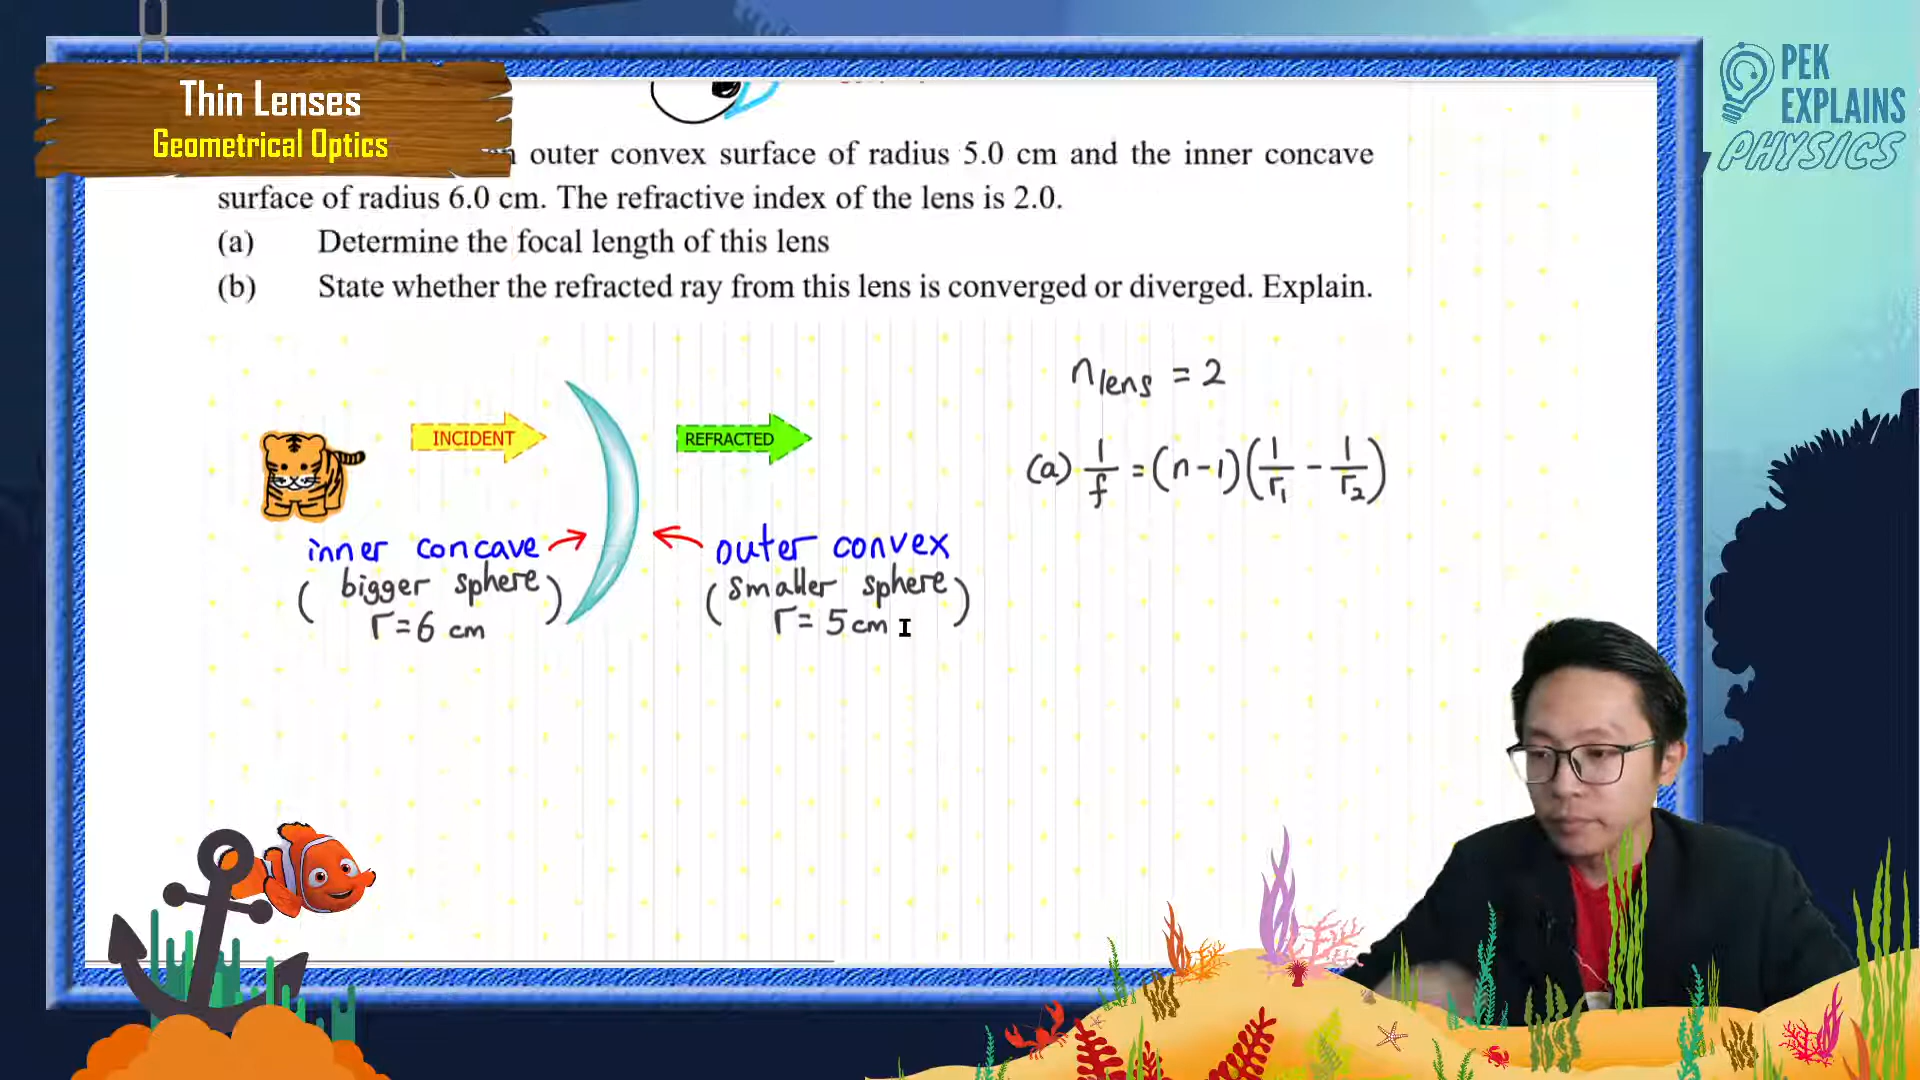 Thin Lenses
Geometrical Optics
PEK
EXPLAINS
PHYSICS
outer convex surface of radius 5.0 cm and the inner concave
surface of radius 6.0 cm. The refractive index of the lens is 2.0.
(a) Determine the focal length of this lens
(b) State whether the refracted ray from this lens is converged or diverged. Explain.
n lens = 2
INCIDENT
REFRACTED
(a) 1/f = (n-1)(1/r₁ - 1/r₂)
inner concave
(bigger sphere)
r = 6 cm
outer convex
(smaller sphere)
r = 5 cm